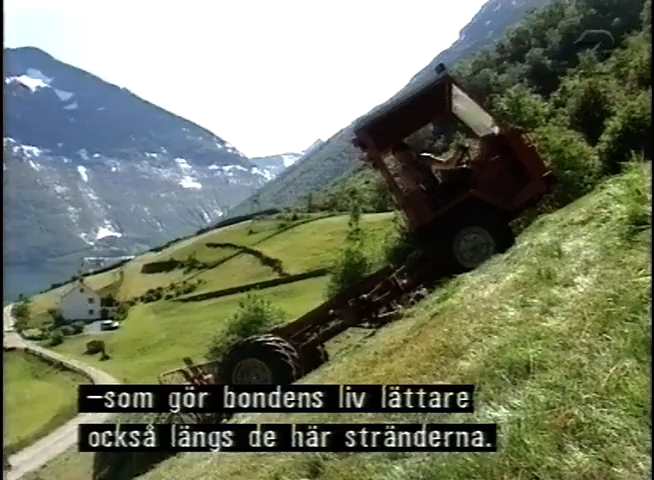 -som gör bondens liv lättare
också längs de här stränderna.